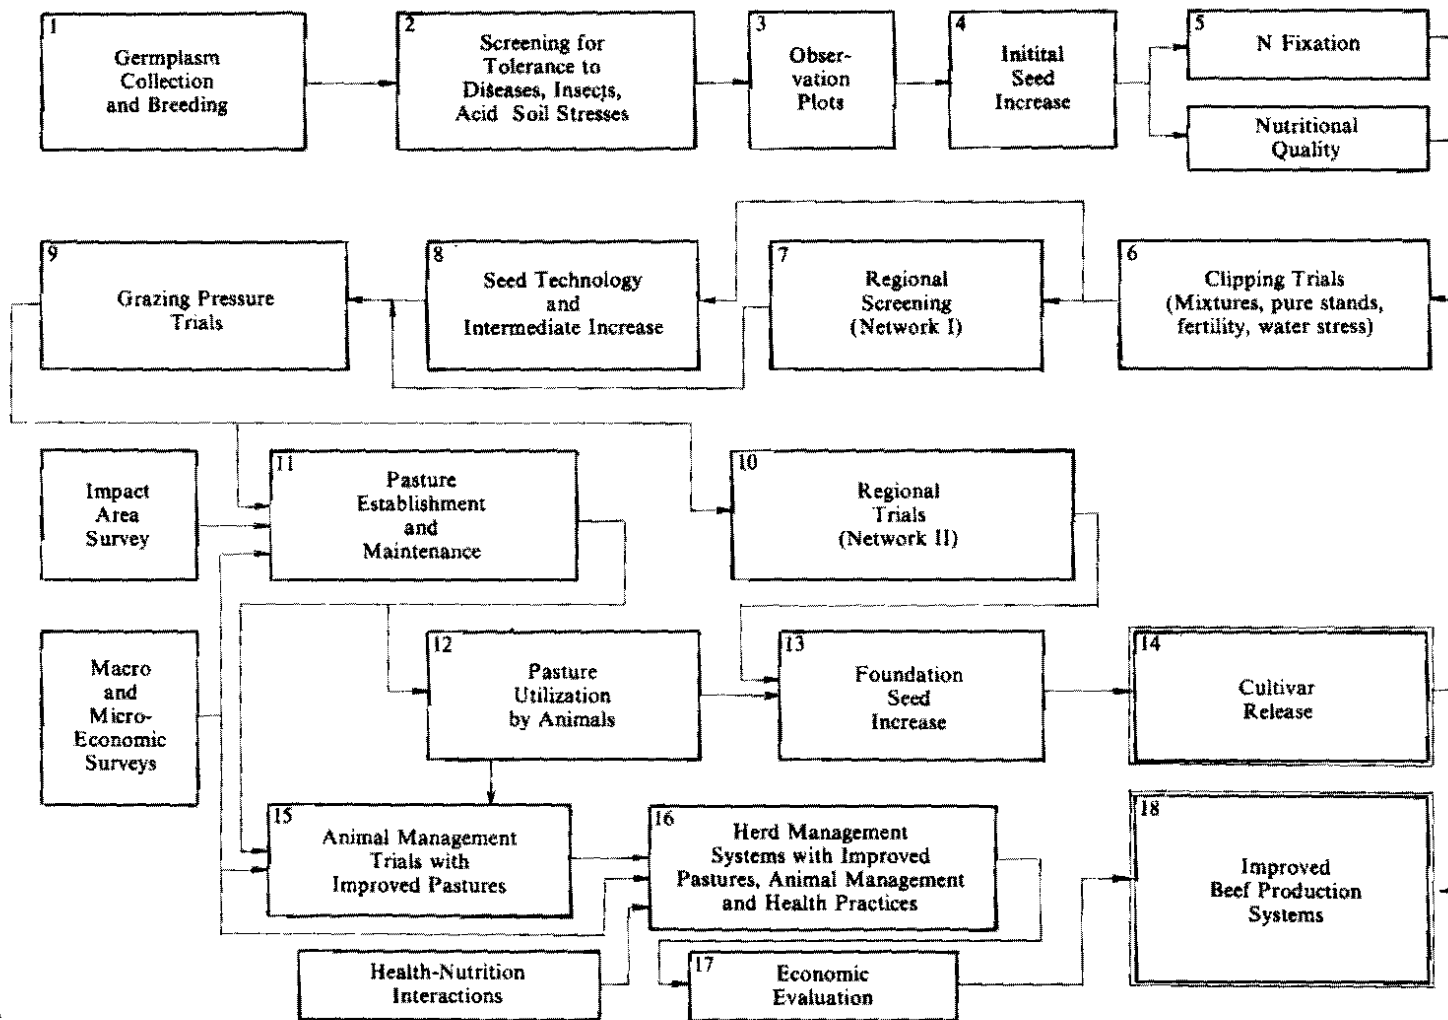 1
Germplasm
Collection
and Breeding
2
Screening for
Tolerance to
Diseases, Insects,
Acid Soil Stresses
3
Obser-
vation
Plots
4
Initital
Seed
Increase
5
N Fixation
Nutritional
Quality
9
Grazing Pressure
Trials
8
Seed Technology
and
Intermediate Increase
7
Regional
Screening
(Network I)
6
Clipping Trials
(Mixtures, pure stands,
fertility, water stress)
Impact
Area
Survey
11
Pasture
Establishment
and
Maintenance
10
Regional
Trials
(Network II)
Macro
and
Micro-
Economic
Surveys
12
Pasture
Utilization
by Animals
13
Foundation
Seed
Increase
14
Cultivar
Release
15
Animal Management
Trials with
Improved Pastures
16
Herd Management
Systems with Improved
Pastures, Animal Management
and Health Practices
18
Improved
Beef Production
Systems
Health-Nutrition
Interactions
17
Economic
Evaluation